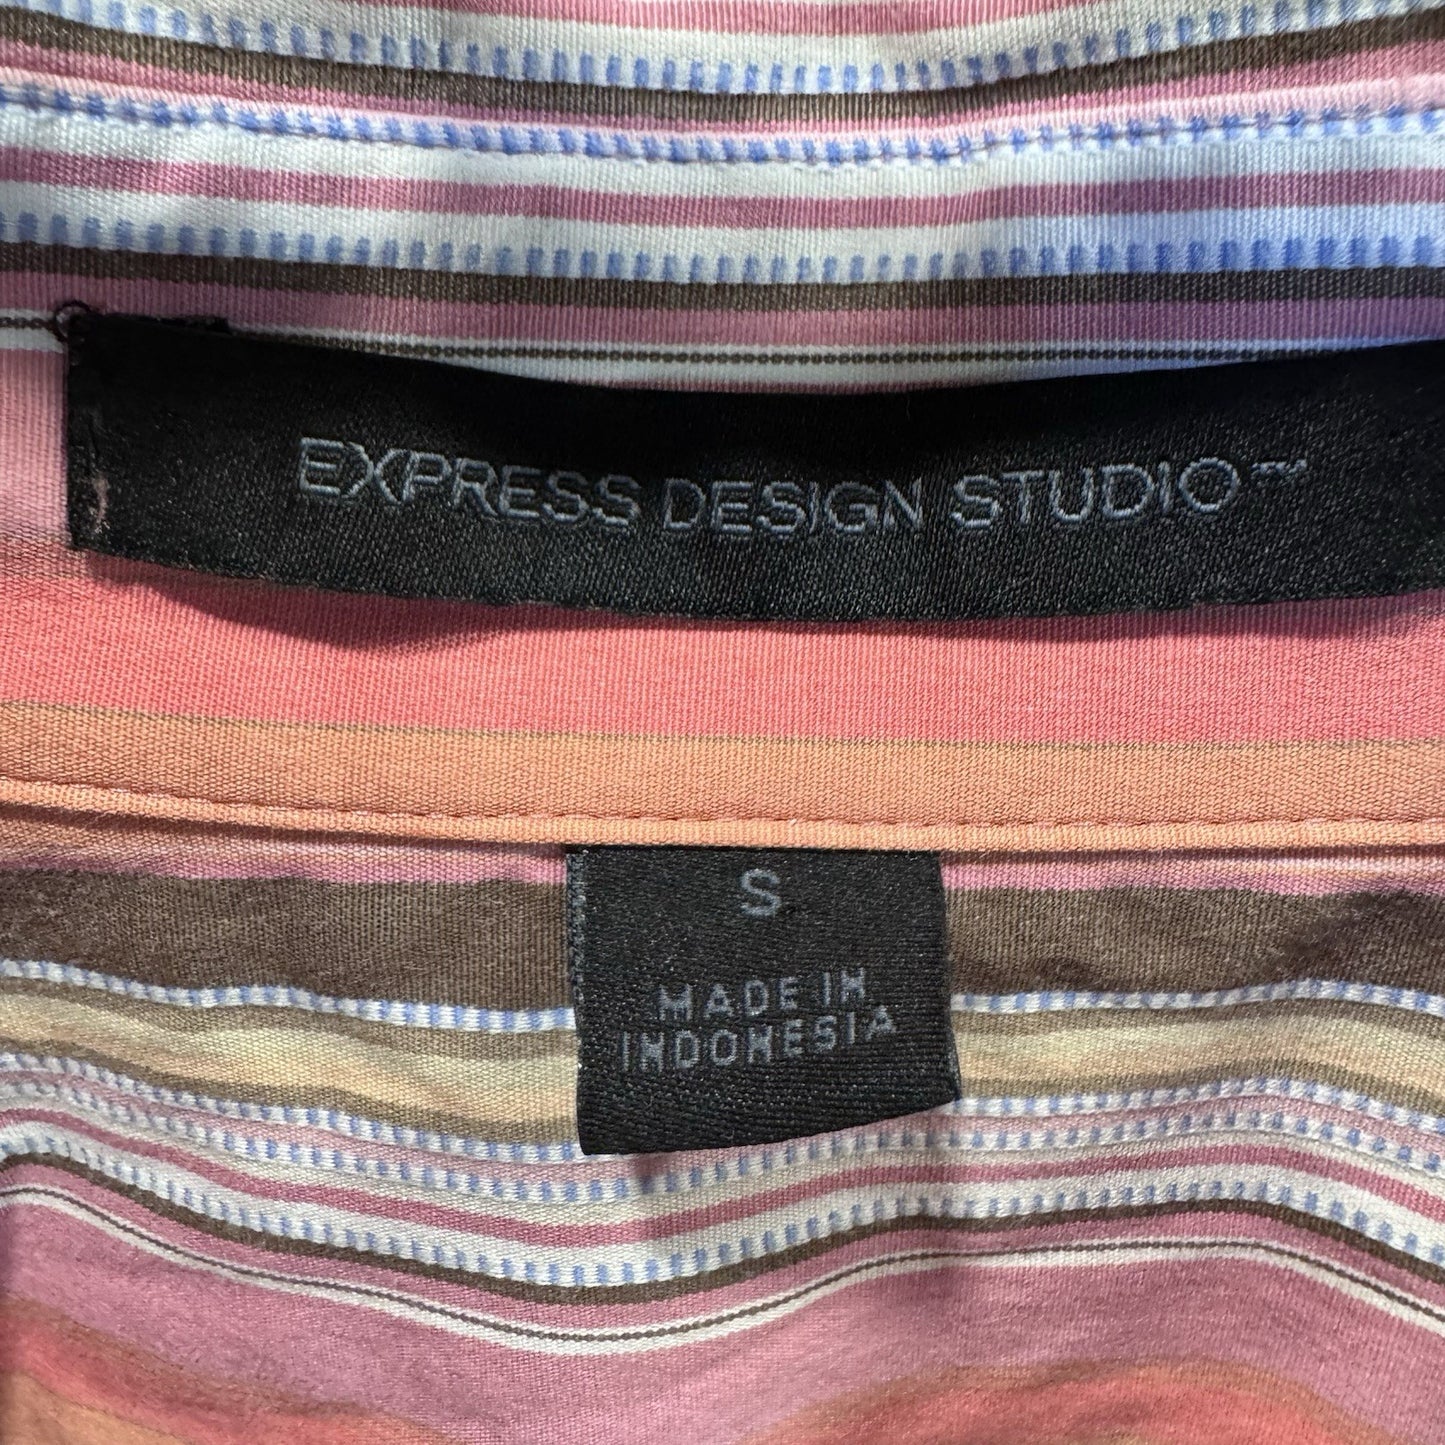 EXPRESS DESIGN STUDIO™
S
MADE IN
INDONESIA